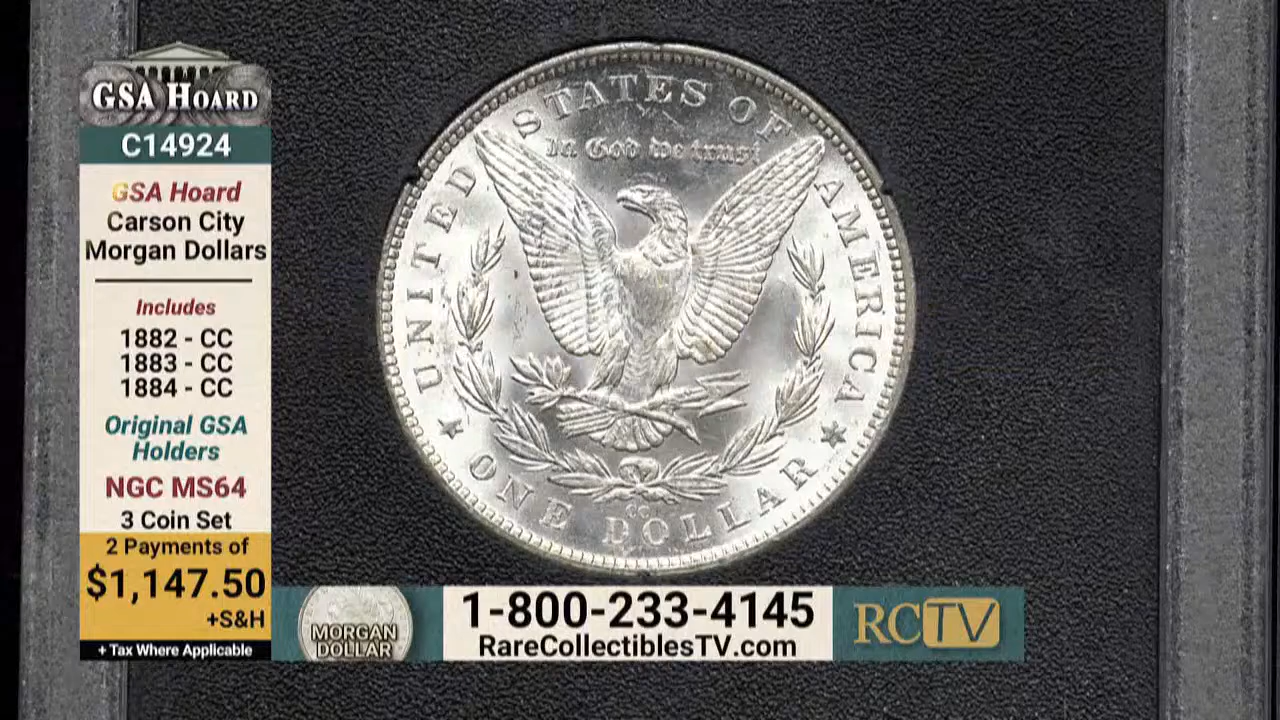 GSA HOARD
C14924
GSA Hoard
Carson City
Morgan Dollars
Includes
1882 - CC
1883 - CC
1884 - CC
Original GSA
Holders
NGC MS64
3 Coin Set
2 Payments of
$1,147.50
+S&H
+ Tax Where Applicable
UNITED STATES OF AMERICA
In God we trust
CC
★ ONE DOLLAR ★
MORGAN
DOLLAR
1-800-233-4145
RareCollectiblesTV.com
RCTV